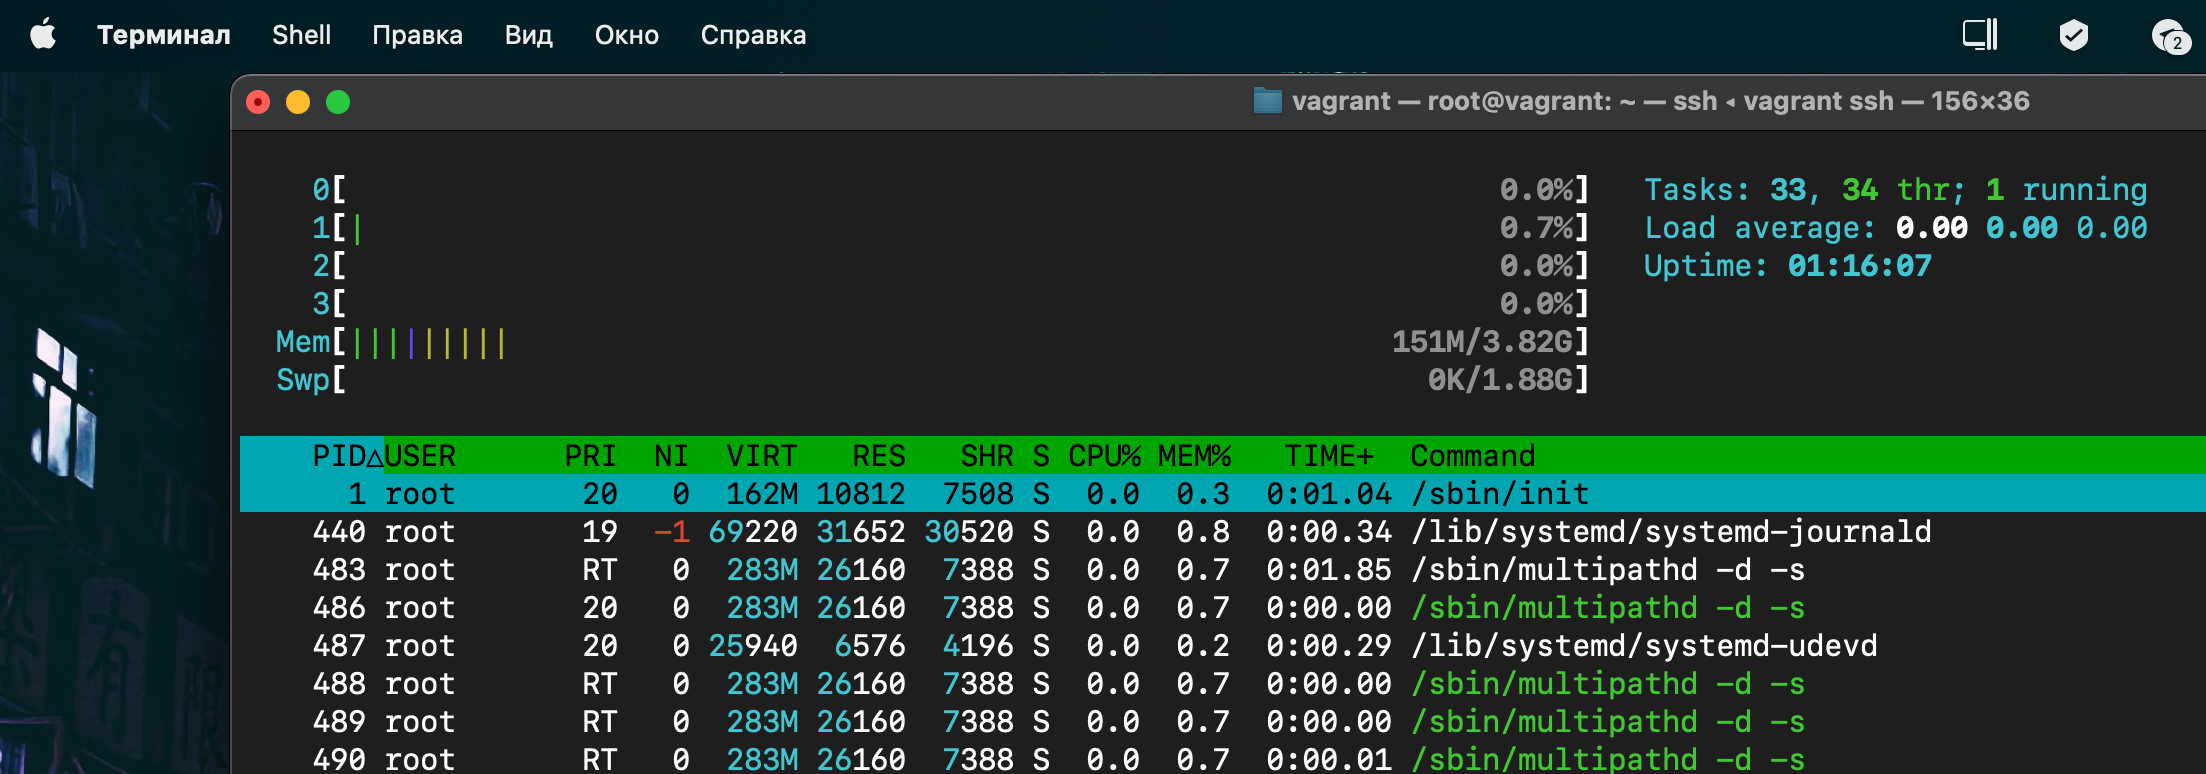 Терминал Shell Правка Вид Окно Справка 2
vagrant — root@vagrant: ~ — ssh ◂ vagrant ssh — 156×36
0[ 0.0%] Tasks: 33, 34 thr; 1 running
1[| 0.7%] Load average: 0.00 0.00 0.00
2[ 0.0%] Uptime: 01:16:07
3[ 0.0%]
Mem[||||||||| 151M/3.82G]
Swp[ 0K/1.88G]
PID△USER PRI NI VIRT RES SHR S CPU% MEM% TIME+ Command
1 root 20 0 162M 10812 7508 S 0.0 0.3 0:01.04 /sbin/init
440 root 19 -1 69220 31652 30520 S 0.0 0.8 0:00.34 /lib/systemd/systemd-journald
483 root RT 0 283M 26160 7388 S 0.0 0.7 0:01.85 /sbin/multipathd -d -s
486 root 20 0 283M 26160 7388 S 0.0 0.7 0:00.00 /sbin/multipathd -d -s
487 root 20 0 25940 6576 4196 S 0.0 0.2 0:00.29 /lib/systemd/systemd-udevd
488 root RT 0 283M 26160 7388 S 0.0 0.7 0:00.00 /sbin/multipathd -d -s
489 root RT 0 283M 26160 7388 S 0.0 0.7 0:00.00 /sbin/multipathd -d -s
490 root RT 0 283M 26160 7388 S 0.0 0.7 0:00.01 /sbin/multipathd -d -s